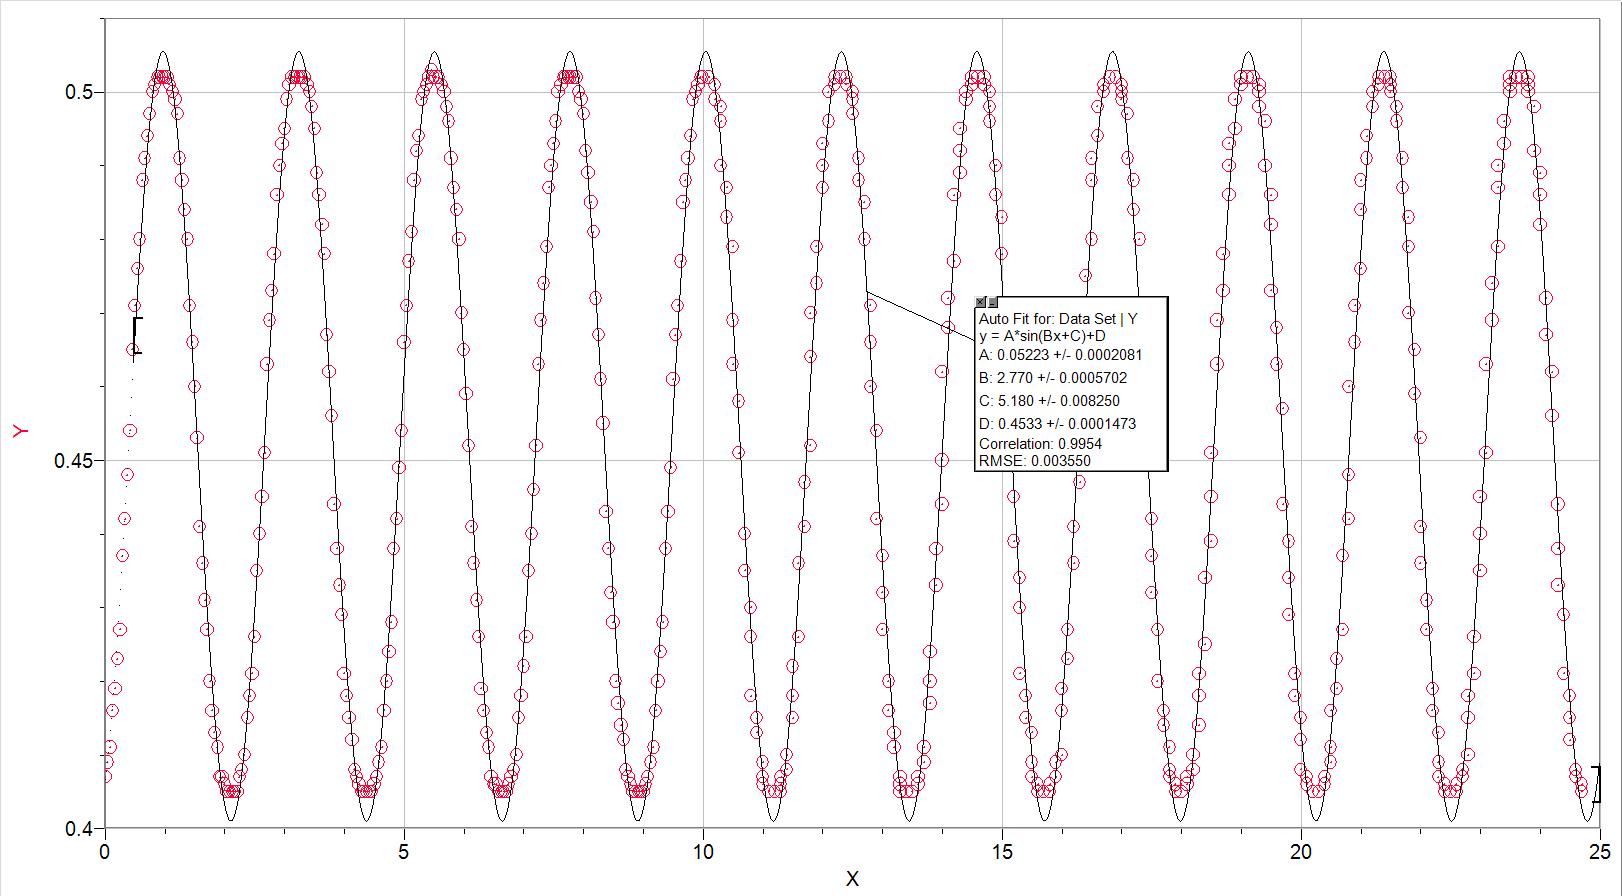 0.5
Auto Fit for: Data Set | Y
y = A*sin(Bx+C)+D
A: 0.05223 +/- 0.0002081
B: 2.770 +/- 0.0005702
C: 5.180 +/- 0.008250
D: 0.4533 +/- 0.0001473
Correlation: 0.9954
RMSE: 0.003550
Y
0.45
0.4
0 5 10 15 20 25
X